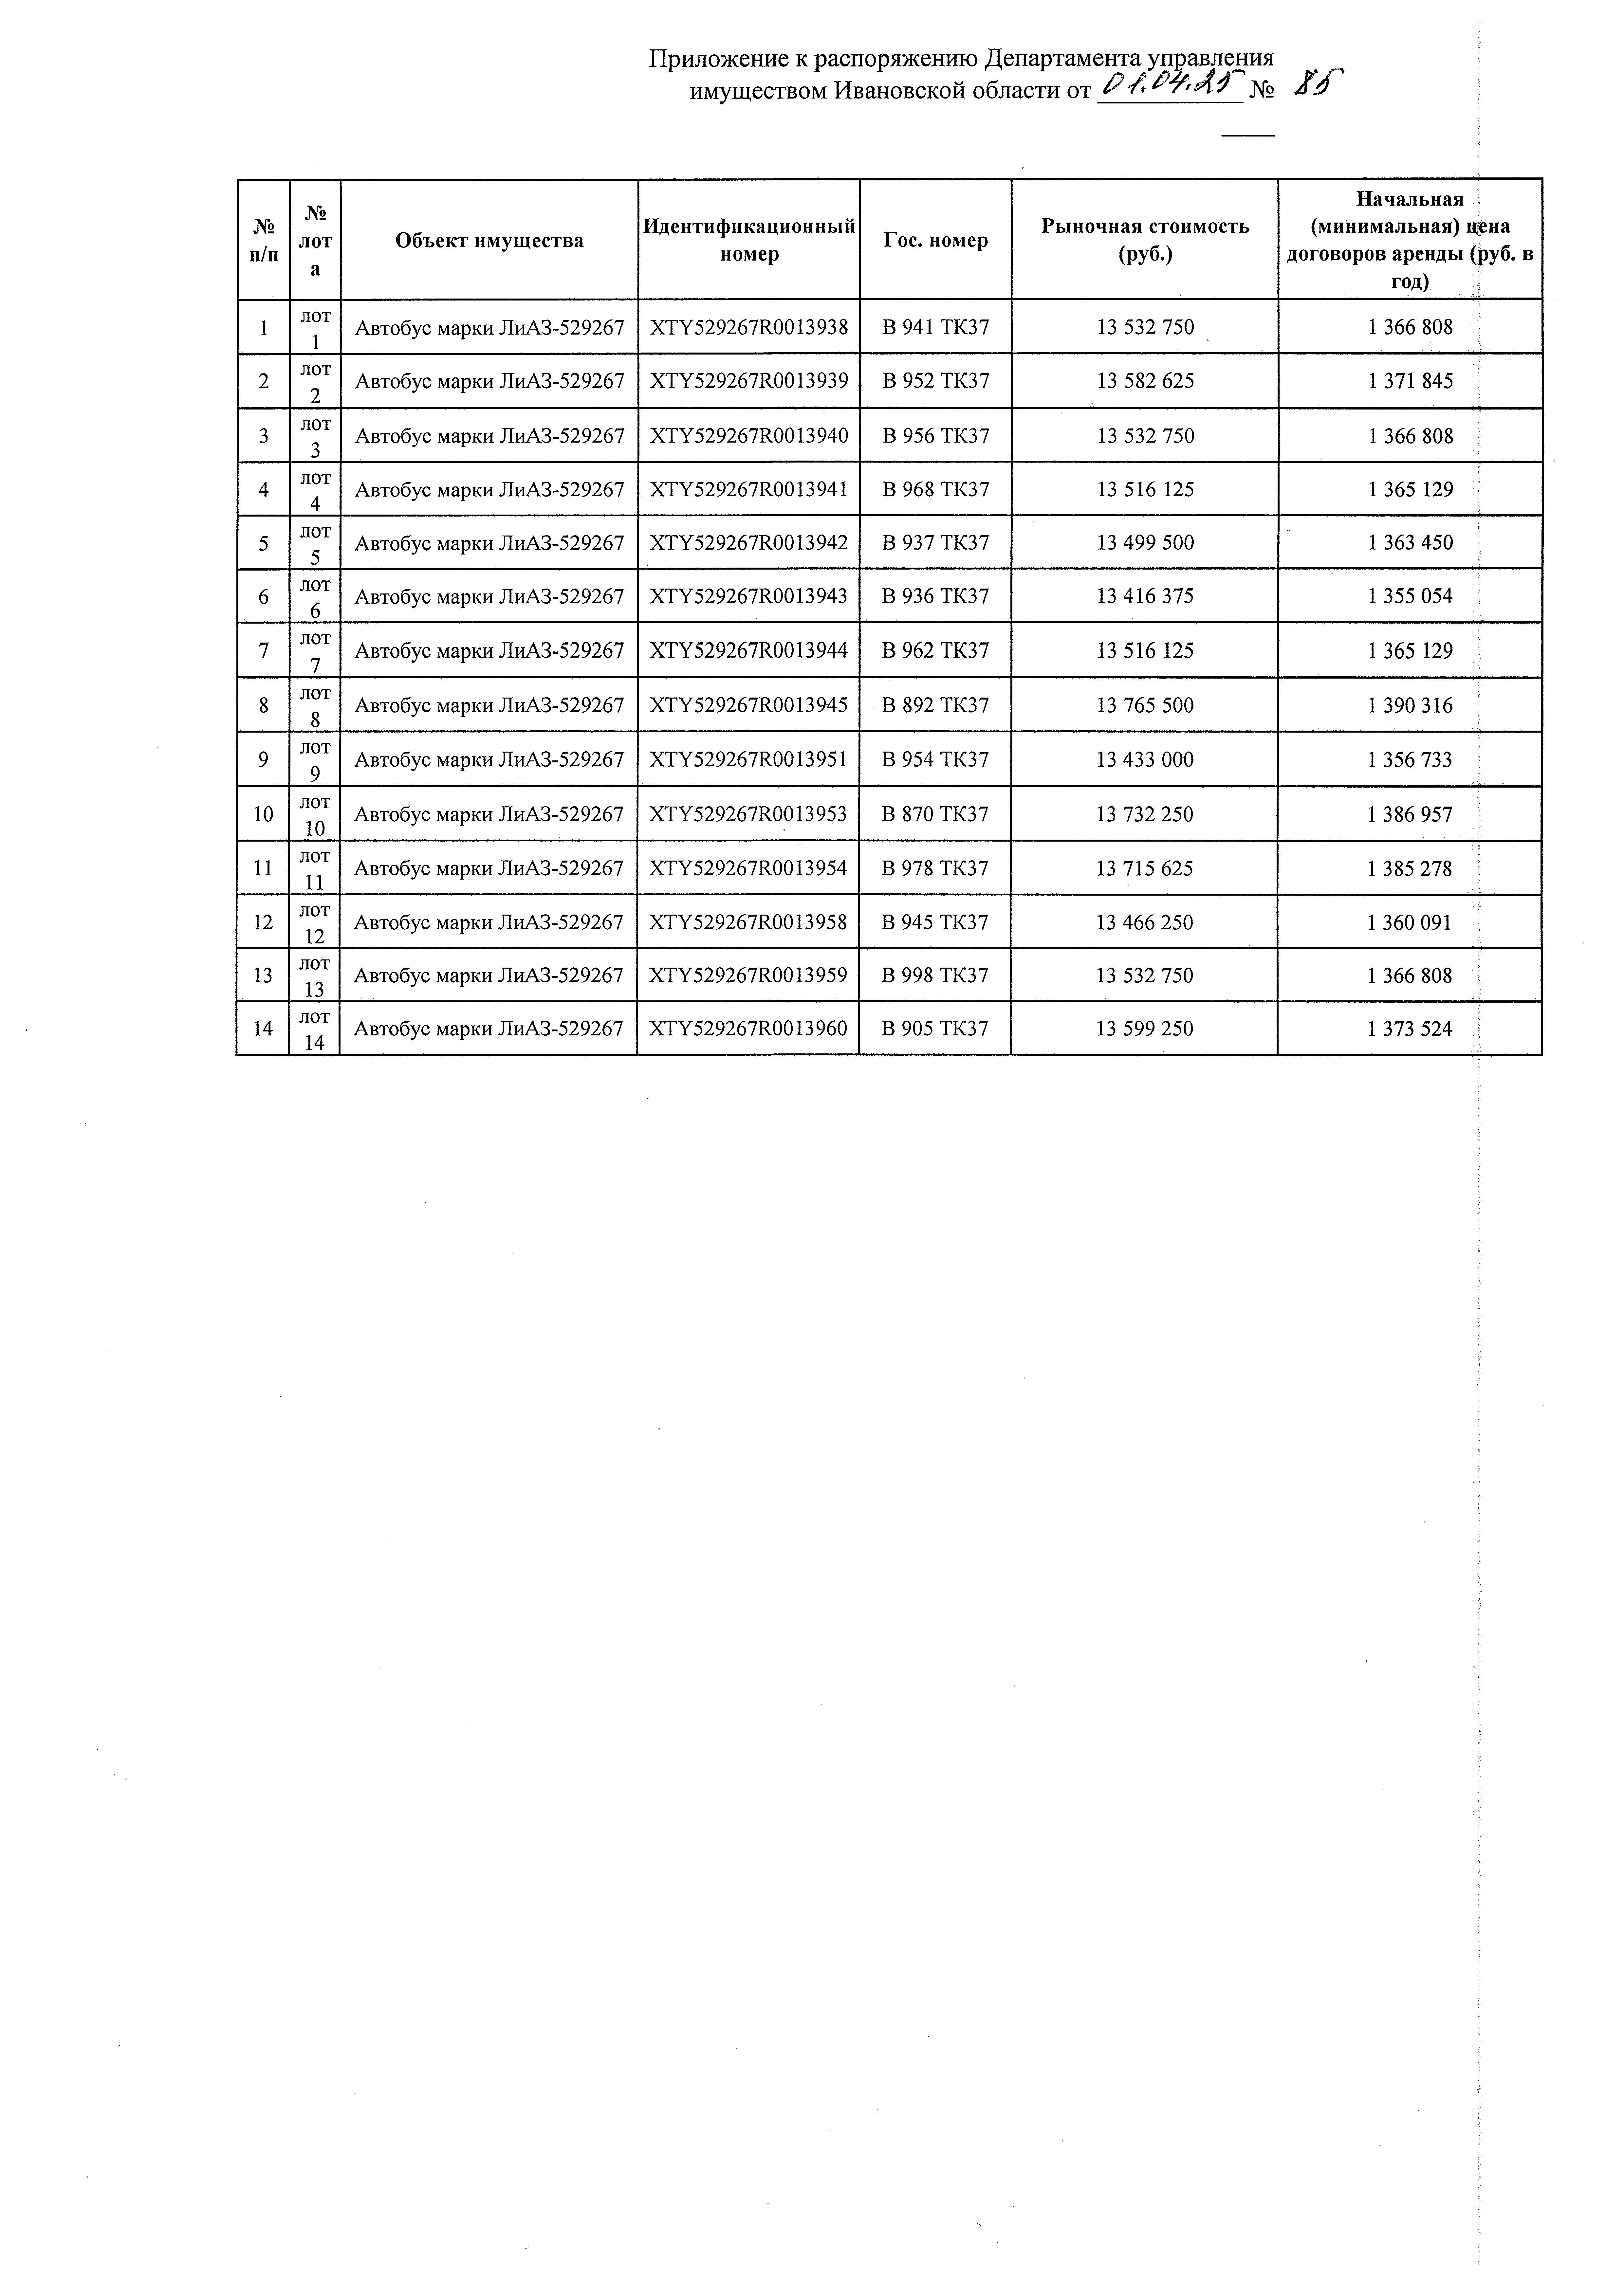 Приложение к распоряжению Департамента управления
имуществом Ивановской области от 01.04.25 № 85
№ п/п № лот а Объект имущества Идентификационный номер Гос. номер Рыночная стоимость (руб.) Начальная (минимальная) цена договоров аренды (руб. в год)
1 лот 1 Автобус марки ЛиАЗ-529267 XTY529267R0013938 В 941 ТК37 13 532 750 1 366 808
2 лот 2 Автобус марки ЛиАЗ-529267 XTY529267R0013939 В 952 ТК37 13 582 625 1 371 845
3 лот 3 Автобус марки ЛиАЗ-529267 XTY529267R0013940 В 956 ТК37 13 532 750 1 366 808
4 лот 4 Автобус марки ЛиАЗ-529267 XTY529267R0013941 В 968 ТК37 13 516 125 1 365 129
5 лот 5 Автобус марки ЛиАЗ-529267 XTY529267R0013942 В 937 ТК37 13 499 500 1 363 450
6 лот 6 Автобус марки ЛиАЗ-529267 XTY529267R0013943 В 936 ТК37 13 416 375 1 355 054
7 лот 7 Автобус марки ЛиАЗ-529267 XTY529267R0013944 В 962 ТК37 13 516 125 1 365 129
8 лот 8 Автобус марки ЛиАЗ-529267 XTY529267R0013945 В 892 ТК37 13 765 500 1 390 316
9 лот 9 Автобус марки ЛиАЗ-529267 XTY529267R0013951 В 954 ТК37 13 433 000 1 356 733
10 лот 10 Автобус марки ЛиАЗ-529267 XTY529267R0013953 В 870 ТК37 13 732 250 1 386 957
11 лот 11 Автобус марки ЛиАЗ-529267 XTY529267R0013954 В 978 ТК37 13 715 625 1 385 278
12 лот 12 Автобус марки ЛиАЗ-529267 XTY529267R0013958 В 945 ТК37 13 466 250 1 360 091
13 лот 13 Автобус марки ЛиАЗ-529267 XTY529267R0013959 В 998 ТК37 13 532 750 1 366 808
14 лот 14 Автобус марки ЛиАЗ-529267 XTY529267R0013960 В 905 ТК37 13 599 250 1 373 524